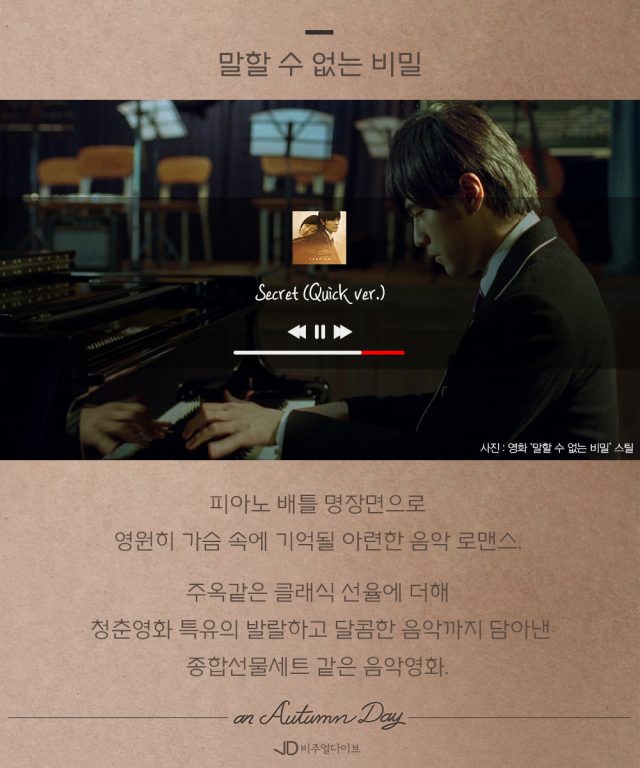 말할 수 없는 비밀
Secret (Quick ver.)
사진 : 영화 '말할 수 없는 비밀' 스틸
피아노 배틀 명장면으로
영원히 가슴 속에 기억될 아련한 음악 로맨스.
주옥같은 클래식 선율에 더해
청춘영화 특유의 발랄하고 달콤한 음악까지 담아낸
종합선물세트 같은 음악영화.
an Autumn Day
VD 비주얼다이브